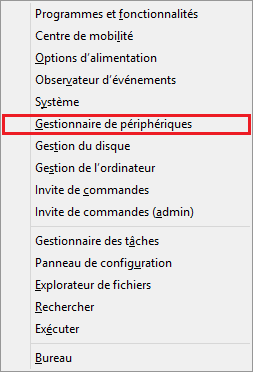 Programmes et fonctionnalités
Centre de mobilité
Options d'alimentation
Observateur d'événements
Système
Gestionnaire de périphériques
Gestion du disque
Gestion de l'ordinateur
Invite de commandes
Invite de commandes (admin)
Gestionnaire des tâches
Panneau de configuration
Explorateur de fichiers
Rechercher
Exécuter
Bureau